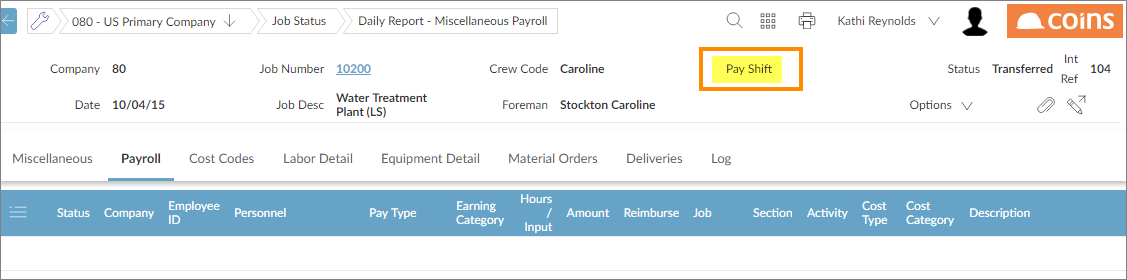 080 - US Primary Company Job Status Daily Report - Miscellaneous Payroll Kathi Reynolds coins
Company 80 Job Number 10200 Crew Code Caroline Pay Shift Status Transferred Int Ref 104
Date 10/04/15 Job Desc Water Treatment Plant (LS) Foreman Stockton Caroline Options
Miscellaneous Payroll Cost Codes Labor Detail Equipment Detail Material Orders Deliveries Log
Status Company Employee ID Personnel Pay Type Earning Category Hours / Input Amount Reimburse Job Section Activity Cost Type Cost Category Description